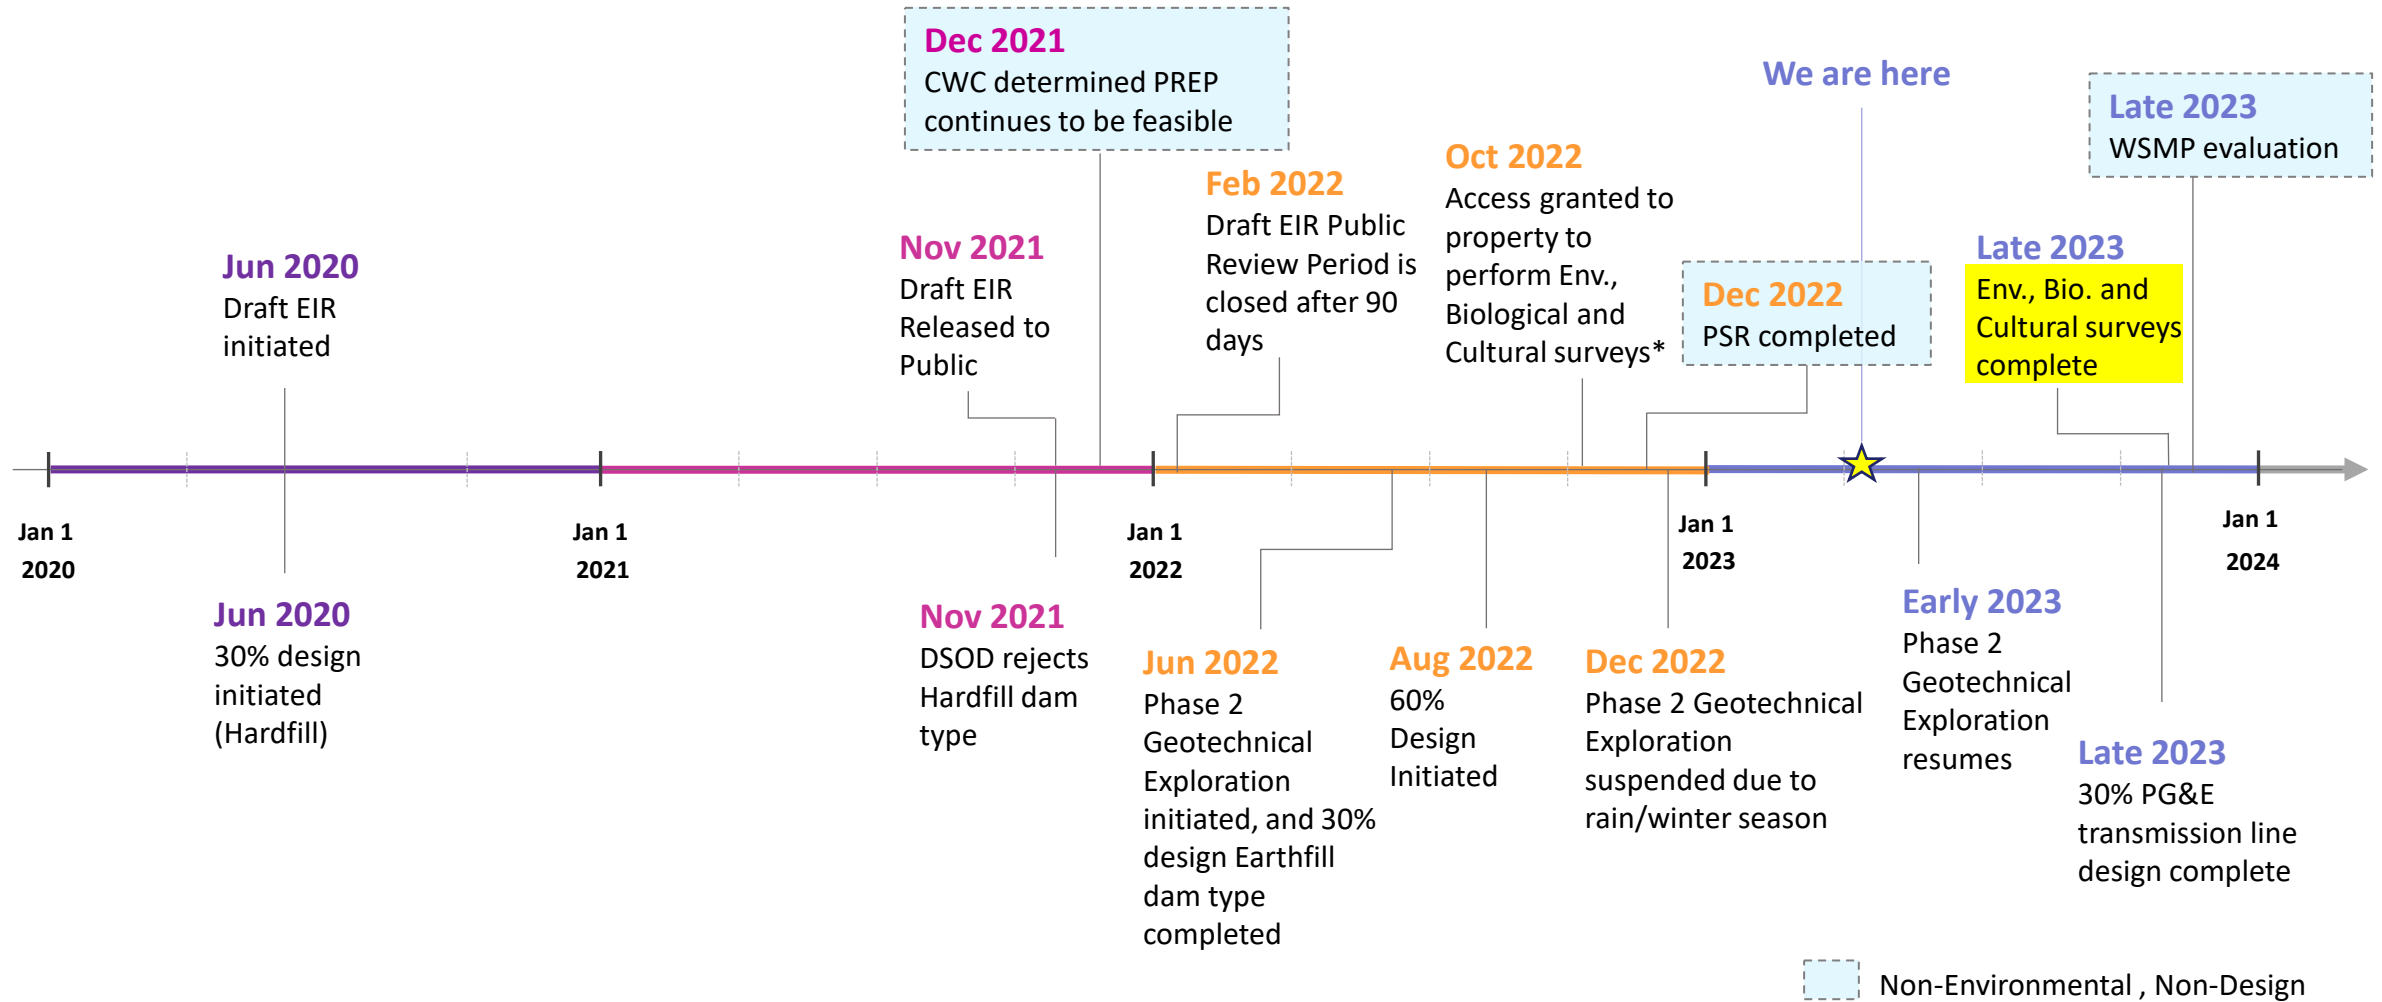 Dec 2021
CWC determined PREP
continues to be feasible
We are here
Late 2023
WSMP evaluation
Oct 2022
Access granted to
property to
perform Env.,
Biological and
Cultural surveys*
Feb 2022
Draft EIR Public
Review Period is
closed after 90
days
Nov 2021
Draft EIR
Released to
Public
Jun 2020
Draft EIR
initiated
Dec 2022
PSR completed
Late 2023
Env., Bio. and
Cultural surveys
complete
Jan 1
2020
Jan 1
2021
Jan 1
2022
Jan 1
2023
Jan 1
2024
Jun 2020
30% design
initiated
(Hardfill)
Nov 2021
DSOD rejects
Hardfill dam
type
Jun 2022
Phase 2
Geotechnical
Exploration
initiated, and 30%
design Earthfill
dam type
completed
Aug 2022
60%
Design
Initiated
Dec 2022
Phase 2 Geotechnical
Exploration
suspended due to
rain/winter season
Early 2023
Phase 2
Geotechnical
Exploration
resumes
Late 2023
30% PG&E
transmission line
design complete
Non-Environmental , Non-Design